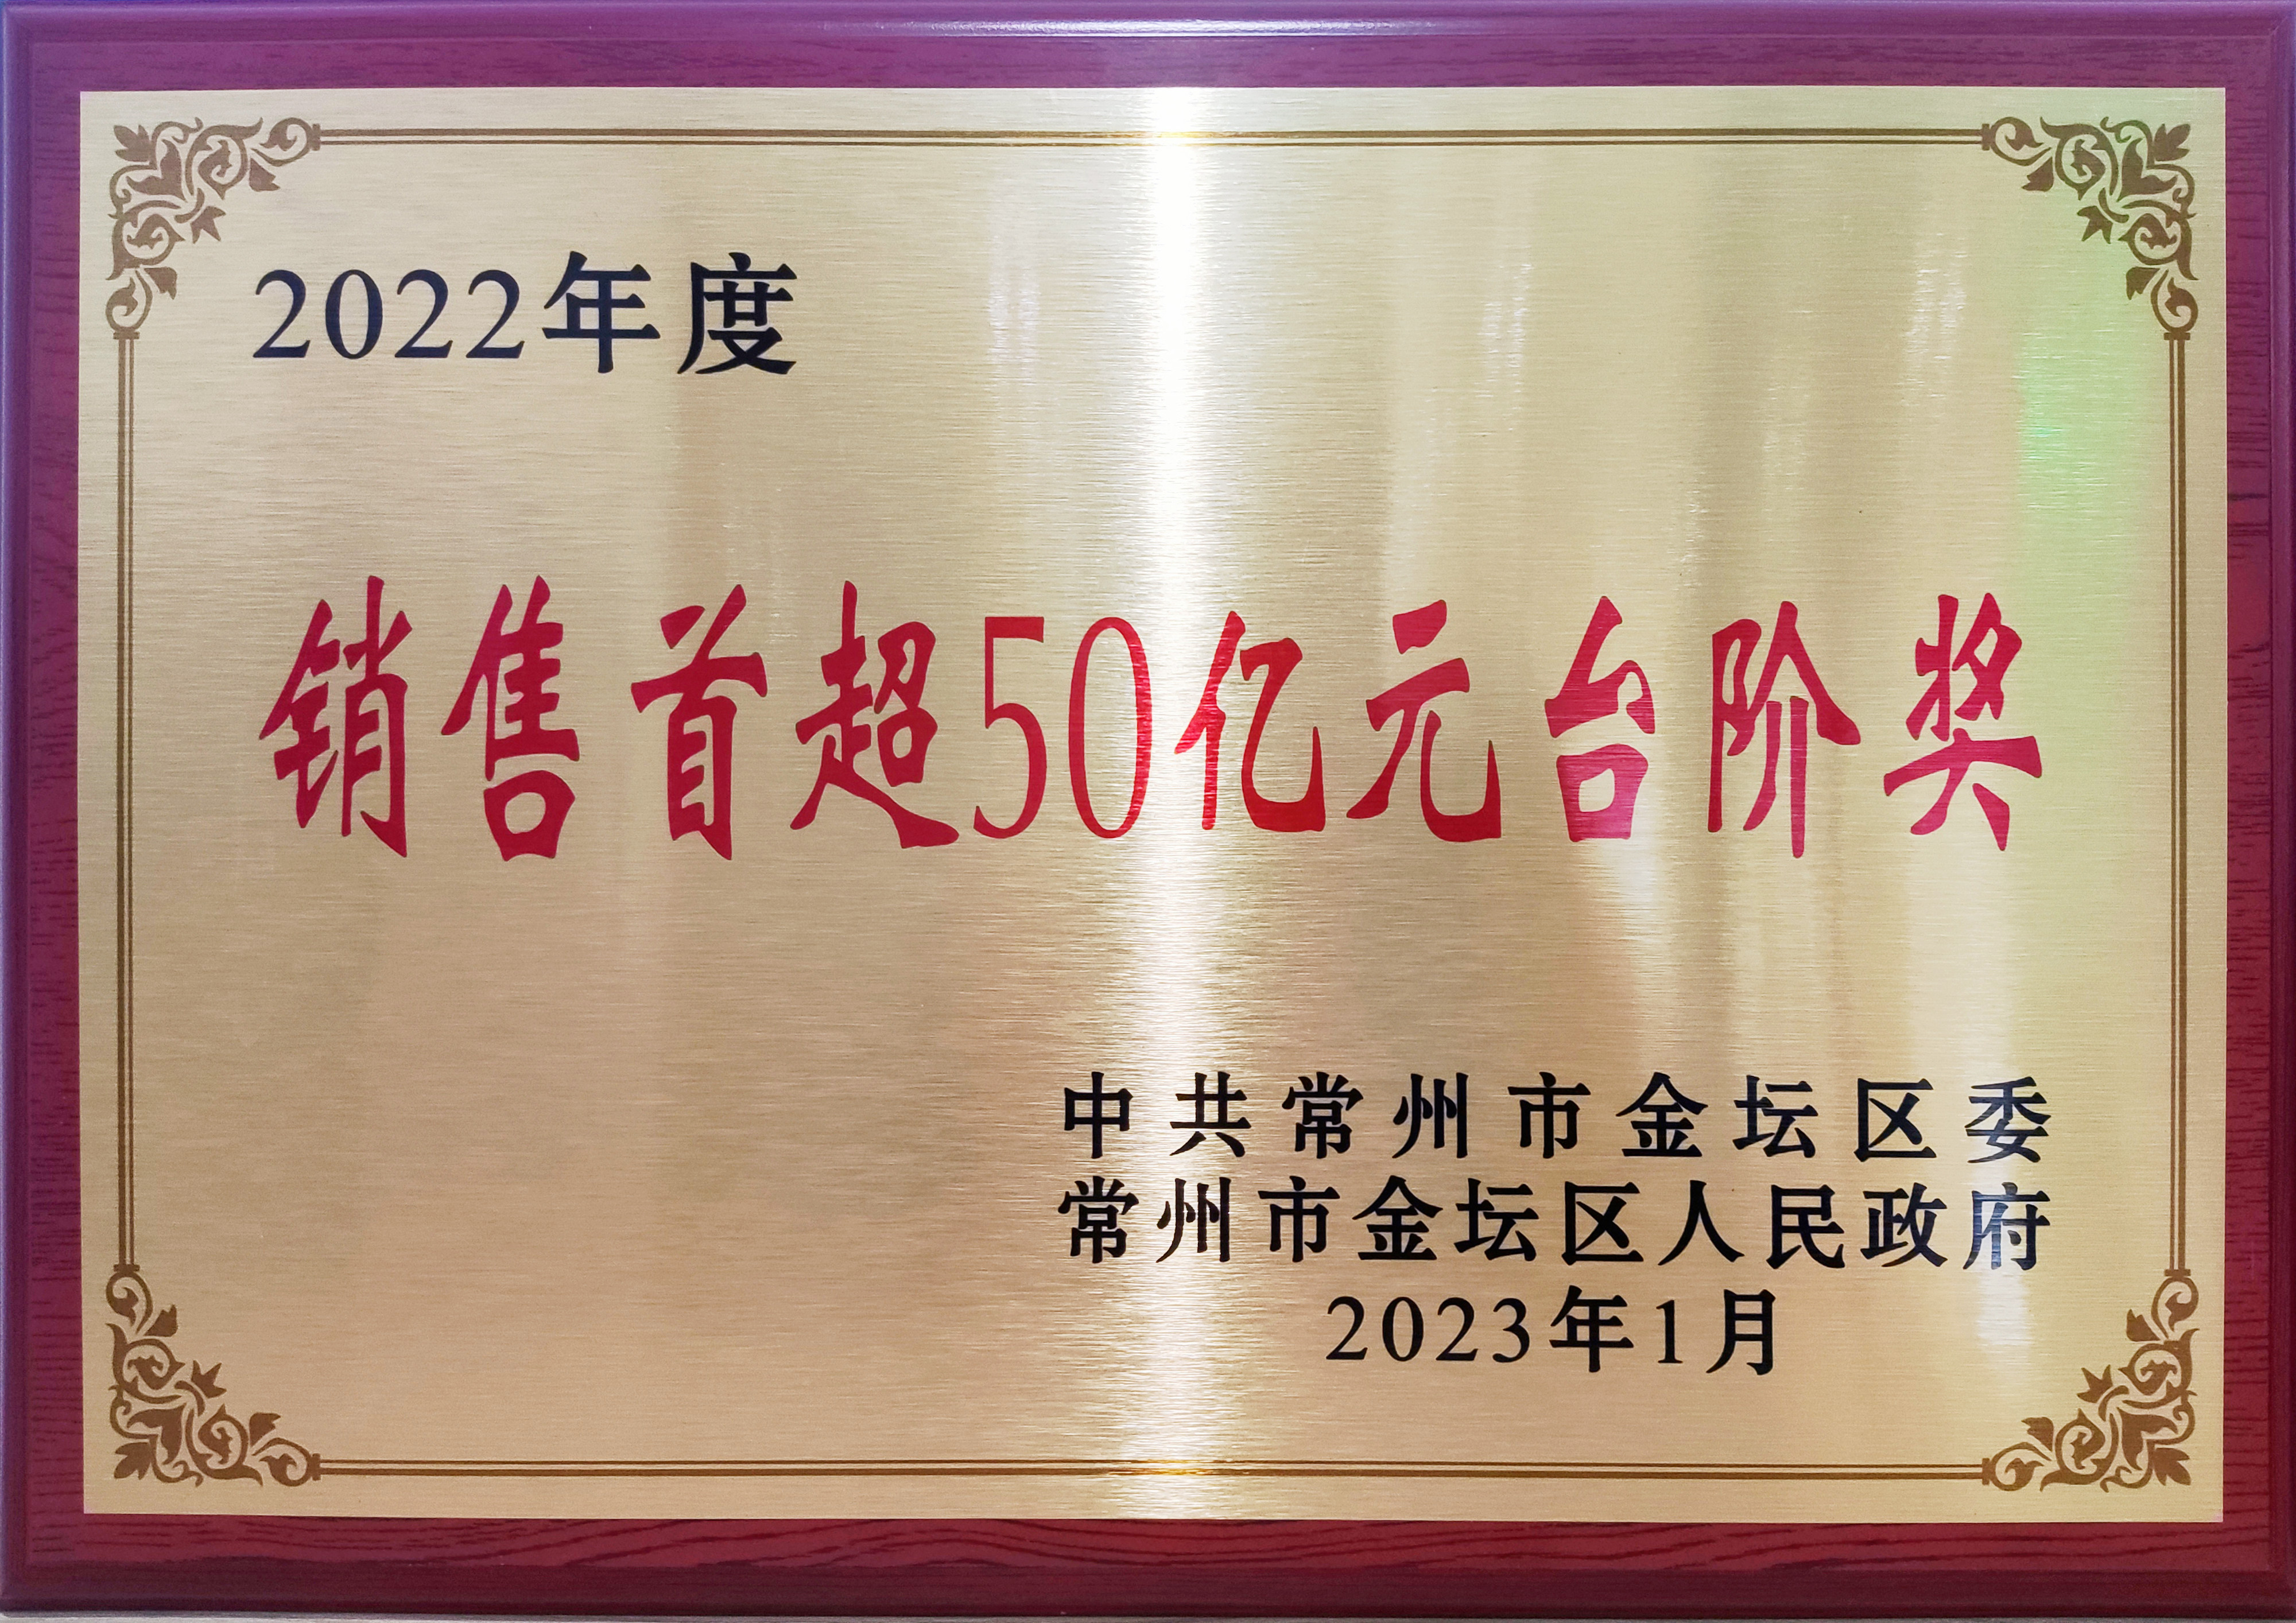 2022年度
销售首超50亿元台阶奖
中共常州市金坛区委
常州市金坛区人民政府
2023年1月